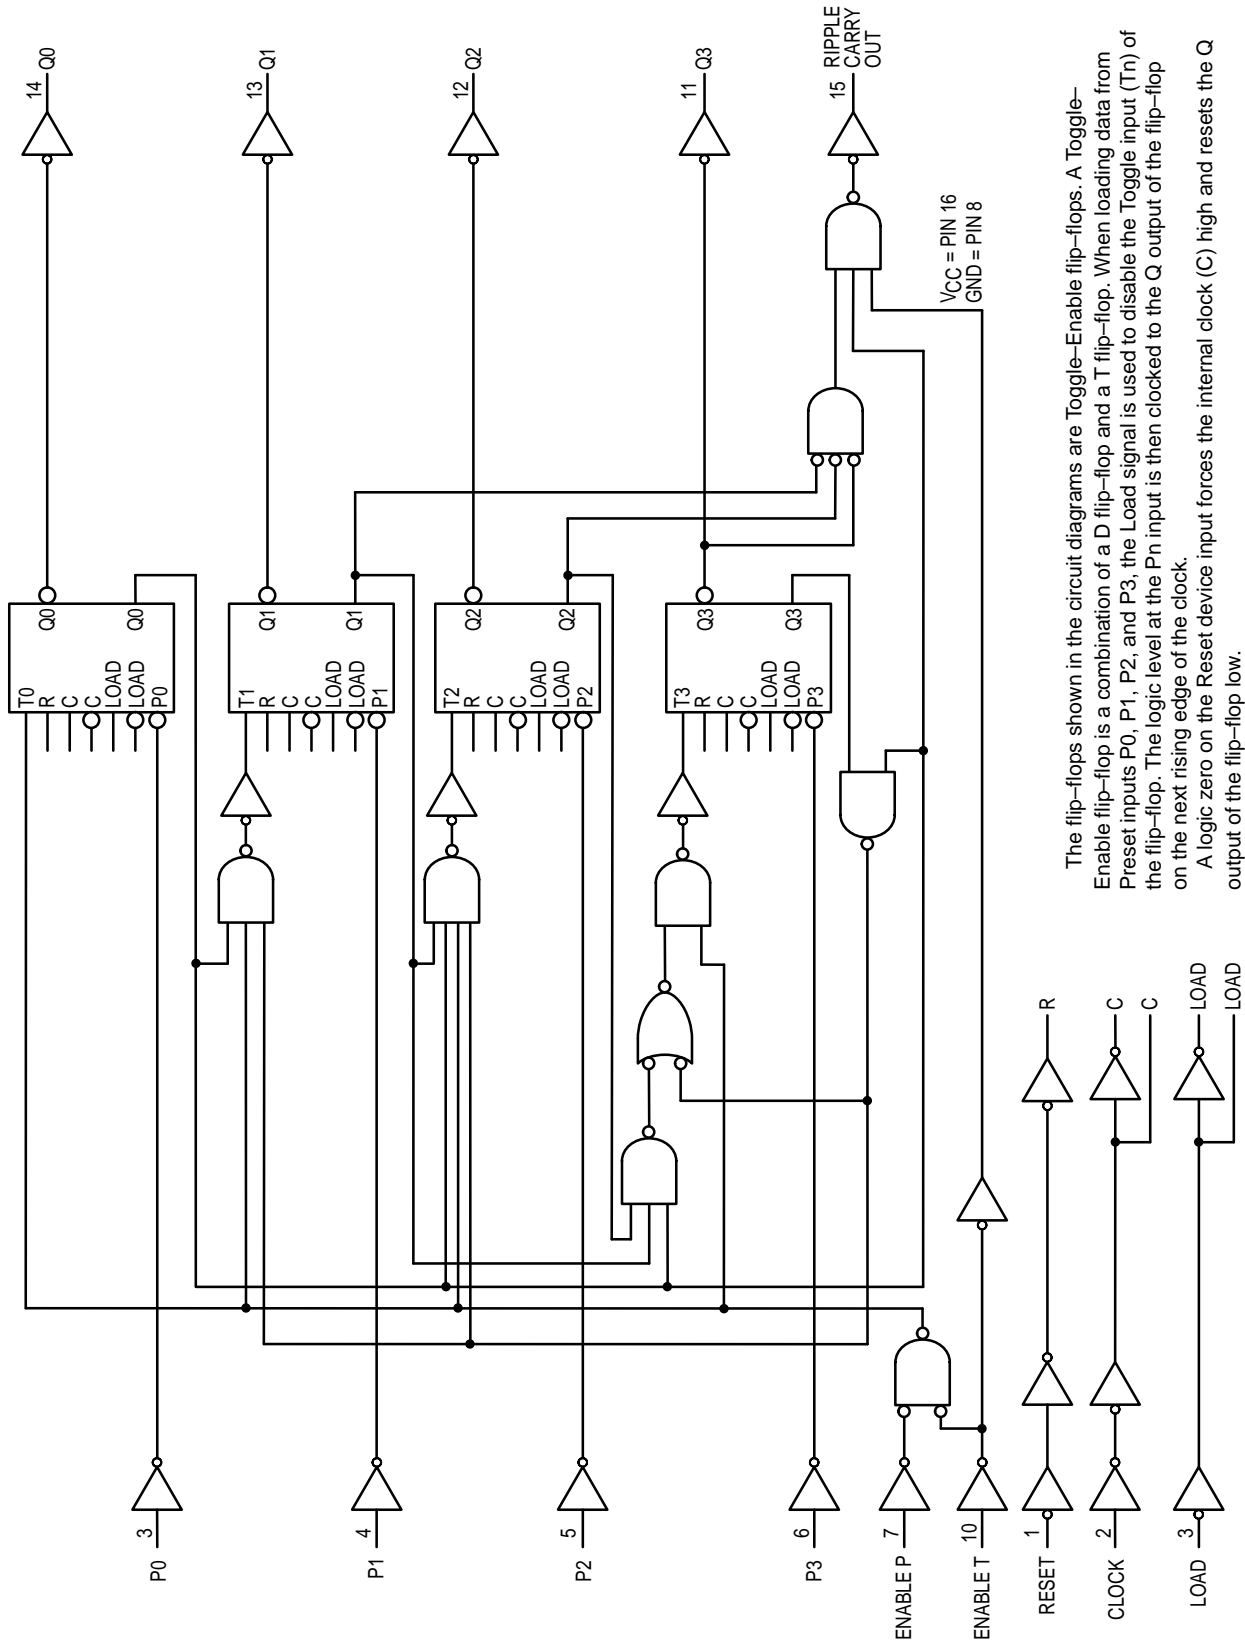 P0
3
T0
R
C
C
LOAD
LOAD
P0
Q0
Q0
14
Q0
P1
4
T1
R
C
C
LOAD
LOAD
P1
Q1
Q1
13
Q1
P2
5
T2
R
C
C
LOAD
LOAD
P2
Q2
Q2
12
Q2
P3
6
T3
R
C
C
LOAD
LOAD
P3
Q3
Q3
11
Q3
RIPPLE
CARRY
OUT
15
ENABLE P
7
ENABLE T
10
VCC = PIN 16
GND = PIN 8
RESET
1
R
CLOCK
2
C
C
LOAD
3
LOAD
LOAD
The flip–flops shown in the circuit diagrams are Toggle–Enable flip–flops. A Toggle–
Enable flip–flop is a combination of a D flip–flop and a T flip–flop. When loading data from
Preset inputs P0, P1, P2, and P3, the Load signal is used to disable the Toggle input (Tn) of
the flip–flop. The logic level at the Pn input is then clocked to the Q output of the flip–flop
on the next rising edge of the clock.
A logic zero on the Reset device input forces the internal clock (C) high and resets the Q
output of the flip–flop low.